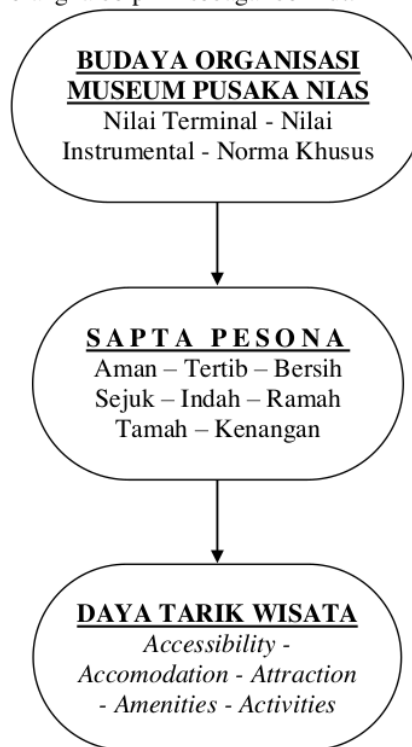 BUDAYA ORGANISASI
MUSEUM PUSAKA NIAS
Nilai Terminal - Nilai
Instrumental - Norma Khusus
SAPTA PESONA
Aman – Tertib – Bersih
Sejuk – Indah – Ramah
Tamah – Kenangan
DAYA TARIK WISATA
Accessibility -
Accomodation - Attraction
- Amenities - Activities